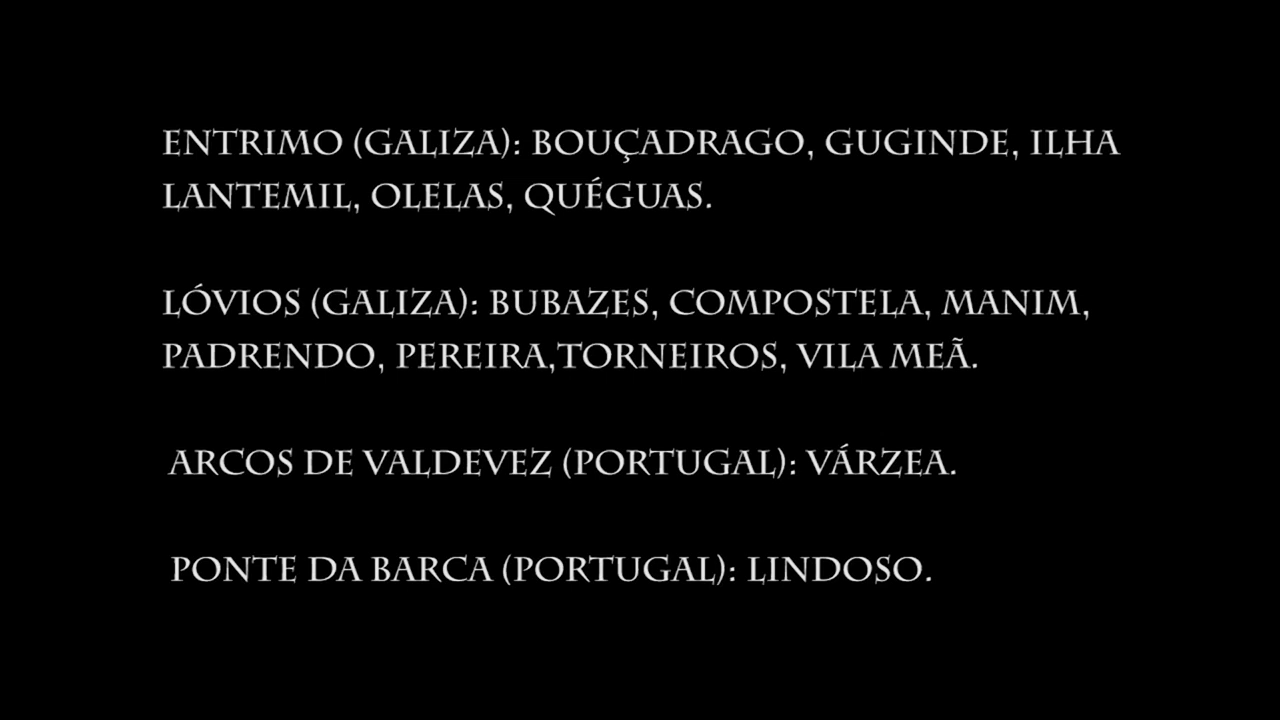 ENTRIMO (GALIZA): BOUÇADRAGO, GUGINDE, ILHA
LANTEMIL, OLELAS, QUÉGUAS.
LÓVIOS (GALIZA): BUBAZES, COMPOSTELA, MANIM,
PADRENDO, PEREIRA,TORNEIROS, VILA MEÃ.
ARCOS DE VALDEVEZ (PORTUGAL): VÁRZEA.
PONTE DA BARCA (PORTUGAL): LINDOSO.